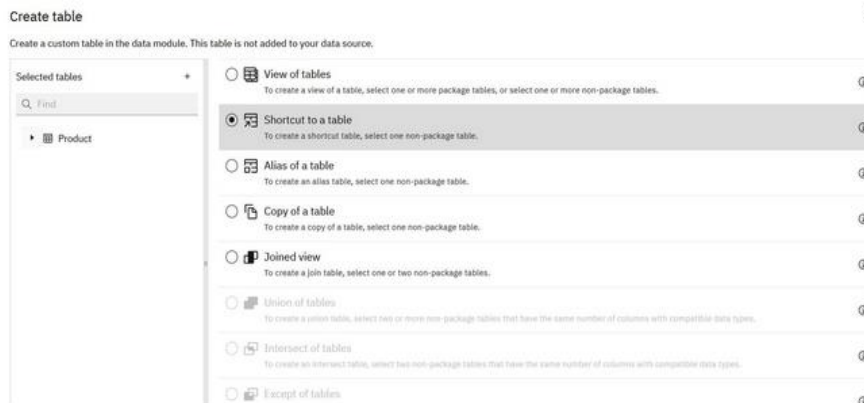 Create table
Create a custom table in the data module. This table is not added to your data source.
Selected tables
+
Find
Product
View of tables
To create a view of a table, select one or more package tables, or select one or more non-package tables.
Shortcut to a table
To create a shortcut table, select one non-package table.
Alias of a table
To create an alias table, select one non-package table.
Copy of a table
To create a copy of a table, select one non-package table.
Joined view
To create a join table, select one or two non-package tables.
Union of tables
To create a union table, select two or more non-package tables that have the same number of columns with compatible data types.
Intersect of tables
To create an intersect table, select two non-package tables that have the same number of columns with compatible data types.
Except of tables